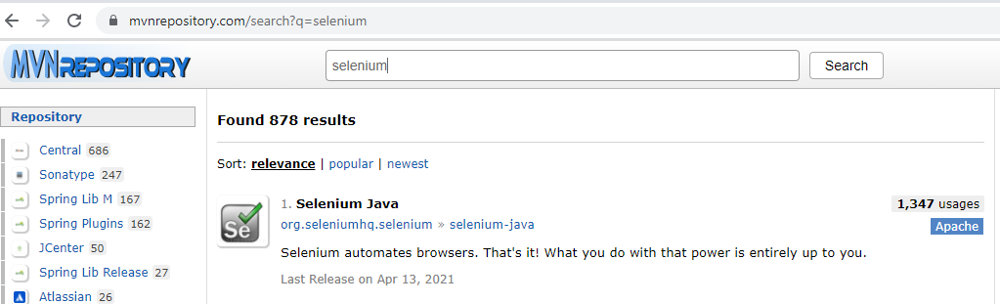 mvnrepository.com/search?q=selenium
MVNREPOSITORY
selenium
Search
Repository
Central 686
Sonatype 247
Spring Lib M 167
Spring Plugins 162
JCenter 50
Spring Lib Release 27
Atlassian 26
Found 878 results
Sort: relevance | popular | newest
Se
1. Selenium Java
1,347 usages
org.seleniumhq.selenium » selenium-java
Apache
Selenium automates browsers. That's it! What you do with that power is entirely up to you.
Last Release on Apr 13, 2021